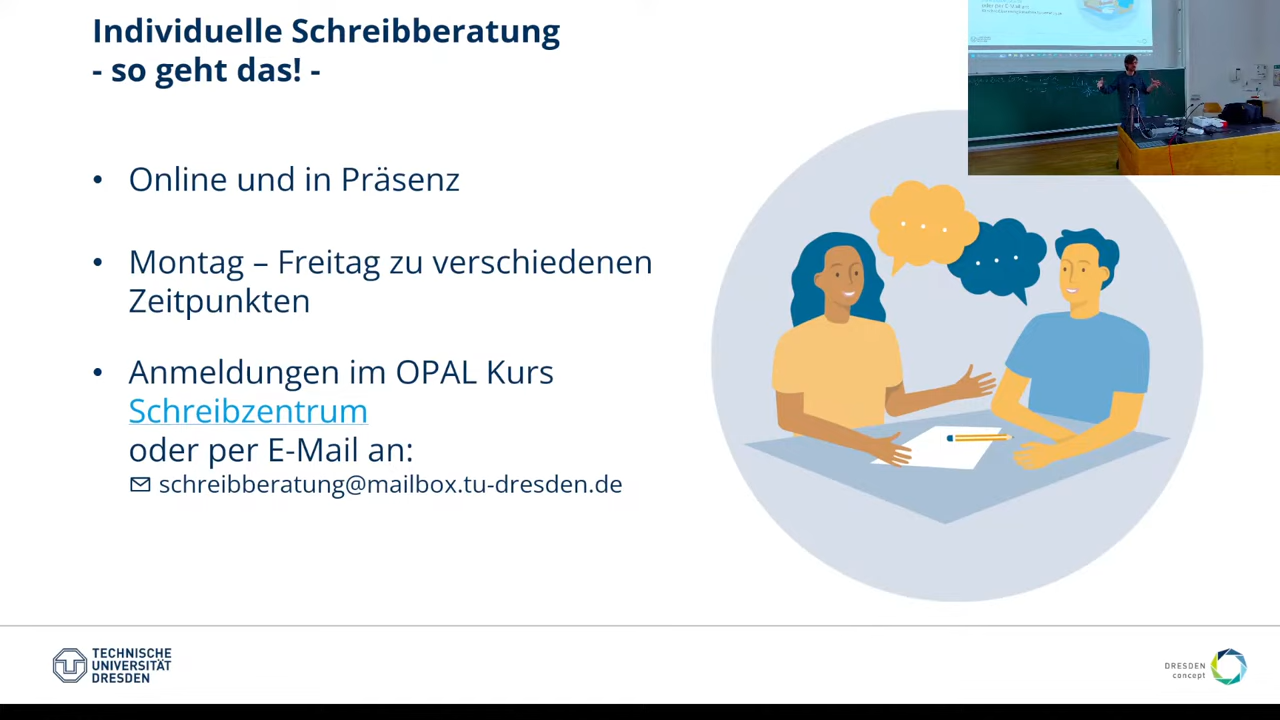 Individuelle Schreibberatung
- so geht das! -
• Online und in Präsenz
• Montag – Freitag zu verschiedenen
Zeitpunkten
• Anmeldungen im OPAL Kurs
Schreibzentrum
oder per E-Mail an:
schreibberatung@mailbox.tu-dresden.de
TECHNISCHE
UNIVERSITÄT
DRESDEN
DRESDEN
concept